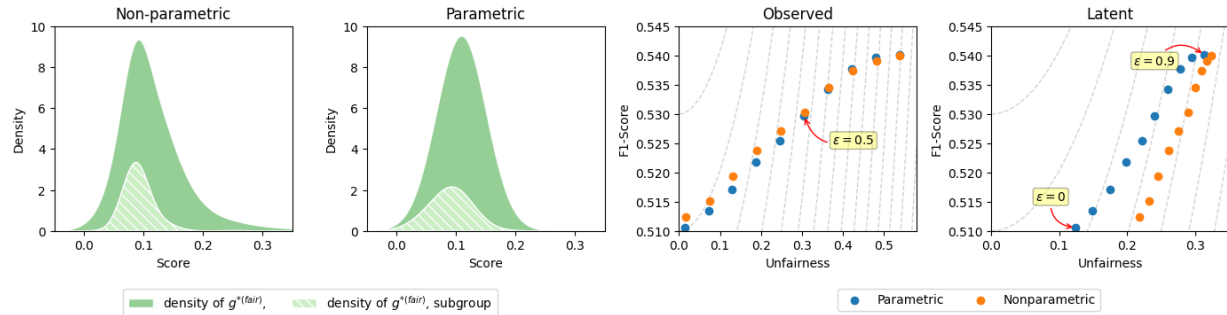 Non-parametric
10
8
6
4
2
0
Density
0.0 0.1 0.2 0.3
Score
Parametric
10
8
6
4
2
0
Density
0.0 0.1 0.2 0.3
Score
density of g*(fair), density of g*(fair), subgroup
Observed
0.545
0.540
0.535
0.530
0.525
0.520
0.515
0.510
F1-Score
ε = 0.5
0.0 0.1 0.2 0.3 0.4 0.5
Unfairness
Latent
0.545
0.540
0.535
0.530
0.525
0.520
0.515
0.510
F1-Score
ε = 0.9
ε = 0
0.0 0.1 0.2 0.3
Unfairness
Parametric Nonparametric